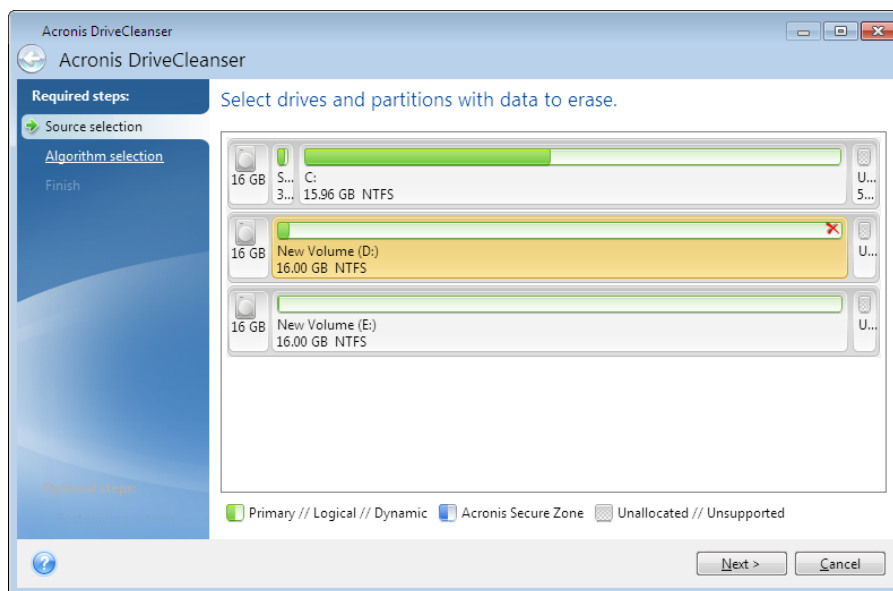 Acronis DriveCleanser
Acronis DriveCleanser
Required steps:
Source selection
Algorithm selection
Finish
Select drives and partitions with data to erase.
16 GB
S...
3...
C:
15.96 GB NTFS
U...
5...
16 GB
New Volume (D:)
16.00 GB NTFS
U...
16 GB
New Volume (E:)
16.00 GB NTFS
U...
Optional steps:
Primary // Logical // Dynamic
Acronis Secure Zone
Unallocated // Unsupported
Next >
Cancel